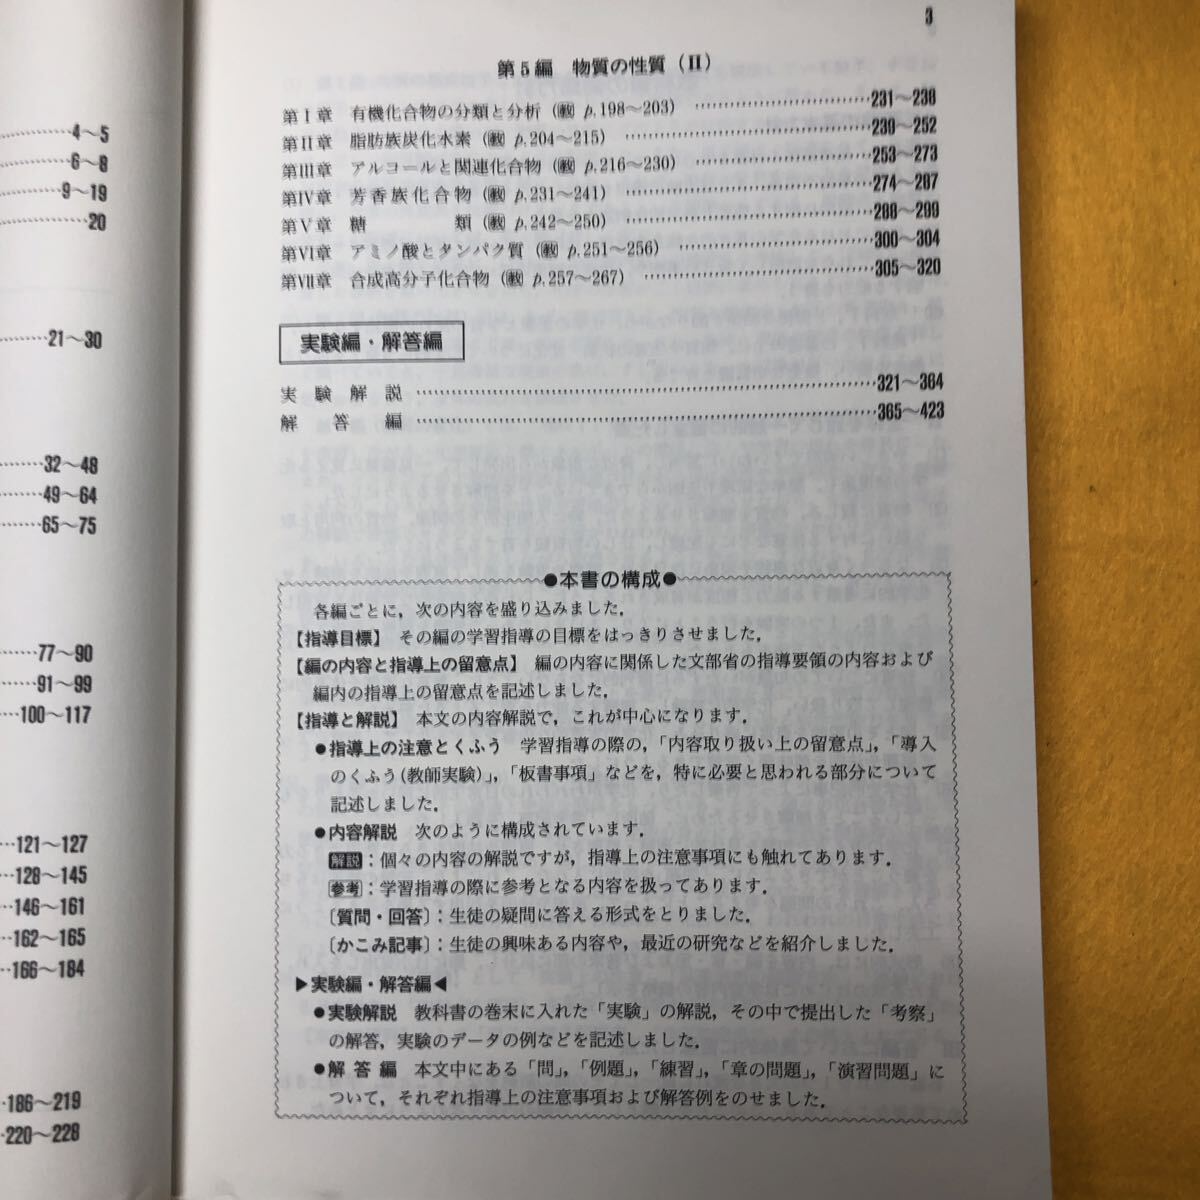 4～5
6～8
9～19
20
21～30
32～48
49～64
65～75
77～90
91～99
100～117
121～127
128～145
146～161
162～165
166～184
186～219
220～228
3
第5編 物質の性質(Ⅱ)
第Ⅰ章 有機化合物の分類と分析(㊙教 p.198～203) 231～238
第Ⅱ章 脂肪族炭化水素(教 p.204～215) 239～252
第Ⅲ章 アルコールと関連化合物(教 p.216～230) 253～273
第Ⅳ章 芳香族化合物(教 p.231～241) 274～287
第Ⅴ章 糖類(教 p.242～250) 288～299
第Ⅵ章 アミノ酸とタンパク質(教 p.251～256) 300～304
第Ⅶ章 合成高分子化合物(教 p.257～267) 305～320
実験編・解答編
実験解説 321～364
解答編 365～423
●本書の構成●
各編ごとに，次の内容を盛り込みました．
【指導目標】 その編の学習指導の目標をはっきりさせました．
【編の内容と指導上の留意点】 編の内容に関係した文部省の指導要領の内容および
編内の指導上の留意点を記述しました．
【指導と解説】 本文の内容解説で，これが中心になります．
●指導上の注意とくふう 学習指導の際の，「内容取り扱い上の留意点」，「導入
のくふう(教師実験)」，「板書事項」などを，特に必要と思われる部分について
記述しました．
●内容解説 次のように構成されています．
解説：個々の内容の解説ですが，指導上の注意事項にも触れてあります．
参考：学習指導の際に参考となる内容を扱ってあります．
〔質問・回答〕：生徒の疑問に答える形式をとりました．
〔かこみ記事〕：生徒の興味ある内容や，最近の研究などを紹介しました．
▶実験編・解答編◀
●実験解説 教科書の巻末に入れた「実験」の解説，その中で提出した「考察」
の解答，実験のデータの例などを記述しました．
●解答編 本文中にある「問」，「例題」，「練習」，「章の問題」，「演習問題」に
ついて，それぞれ指導上の注意事項および解答例をのせました．